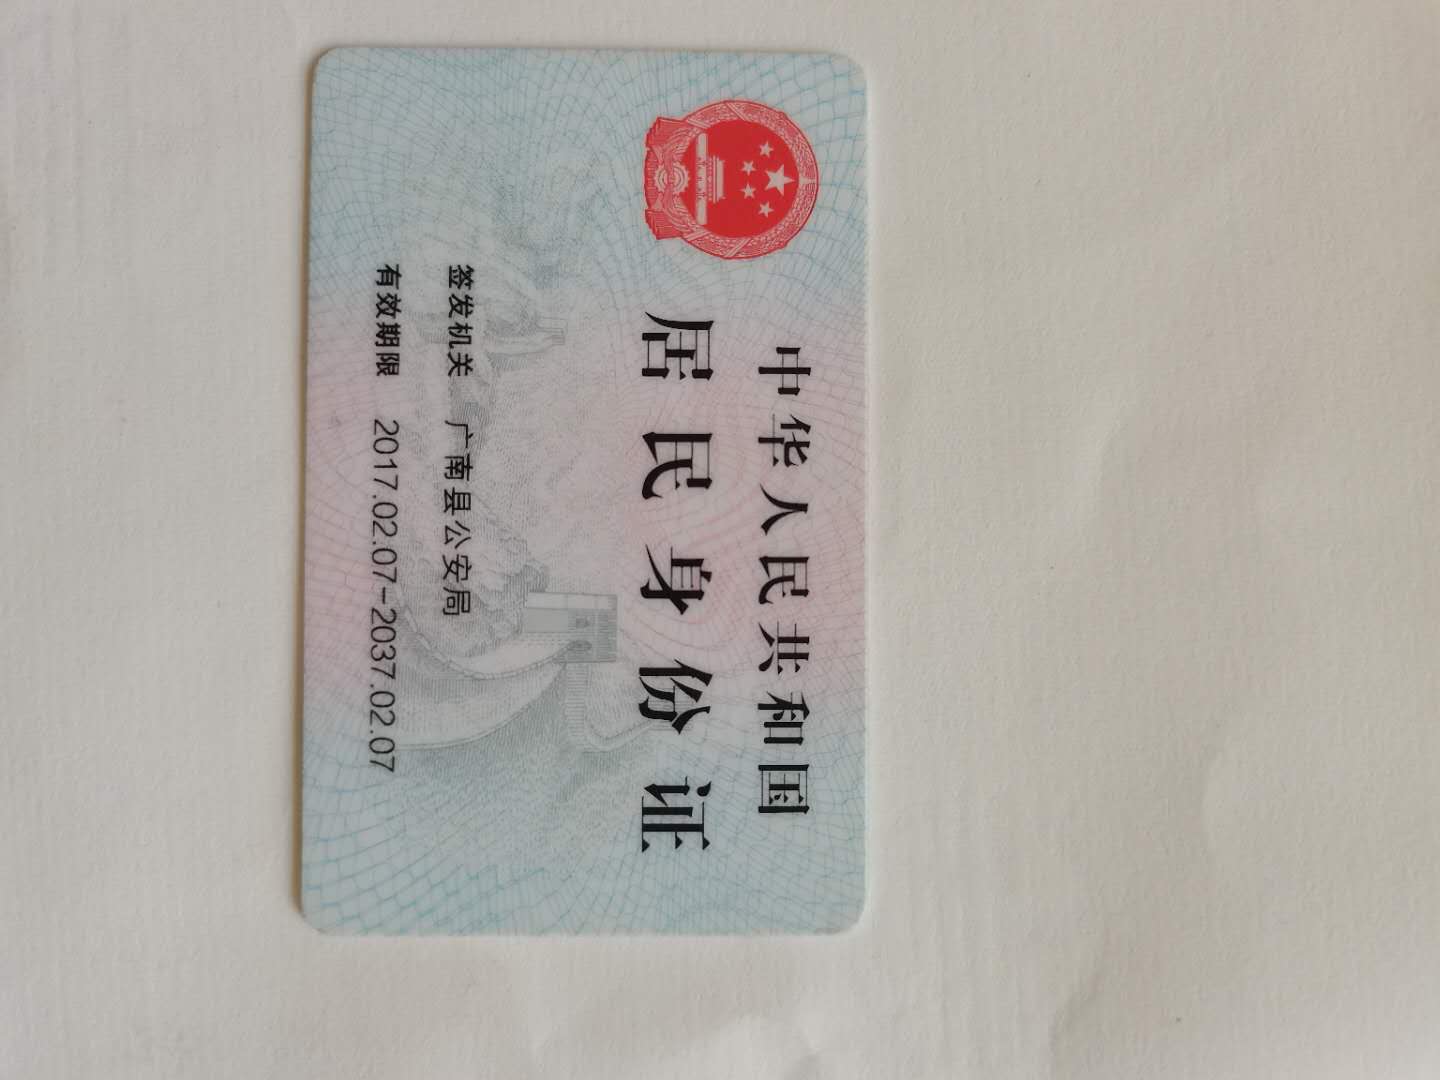 中华人民共和国
居民身份证
签发机关 广南县公安局
有效期限 2017.02.07-2037.02.07